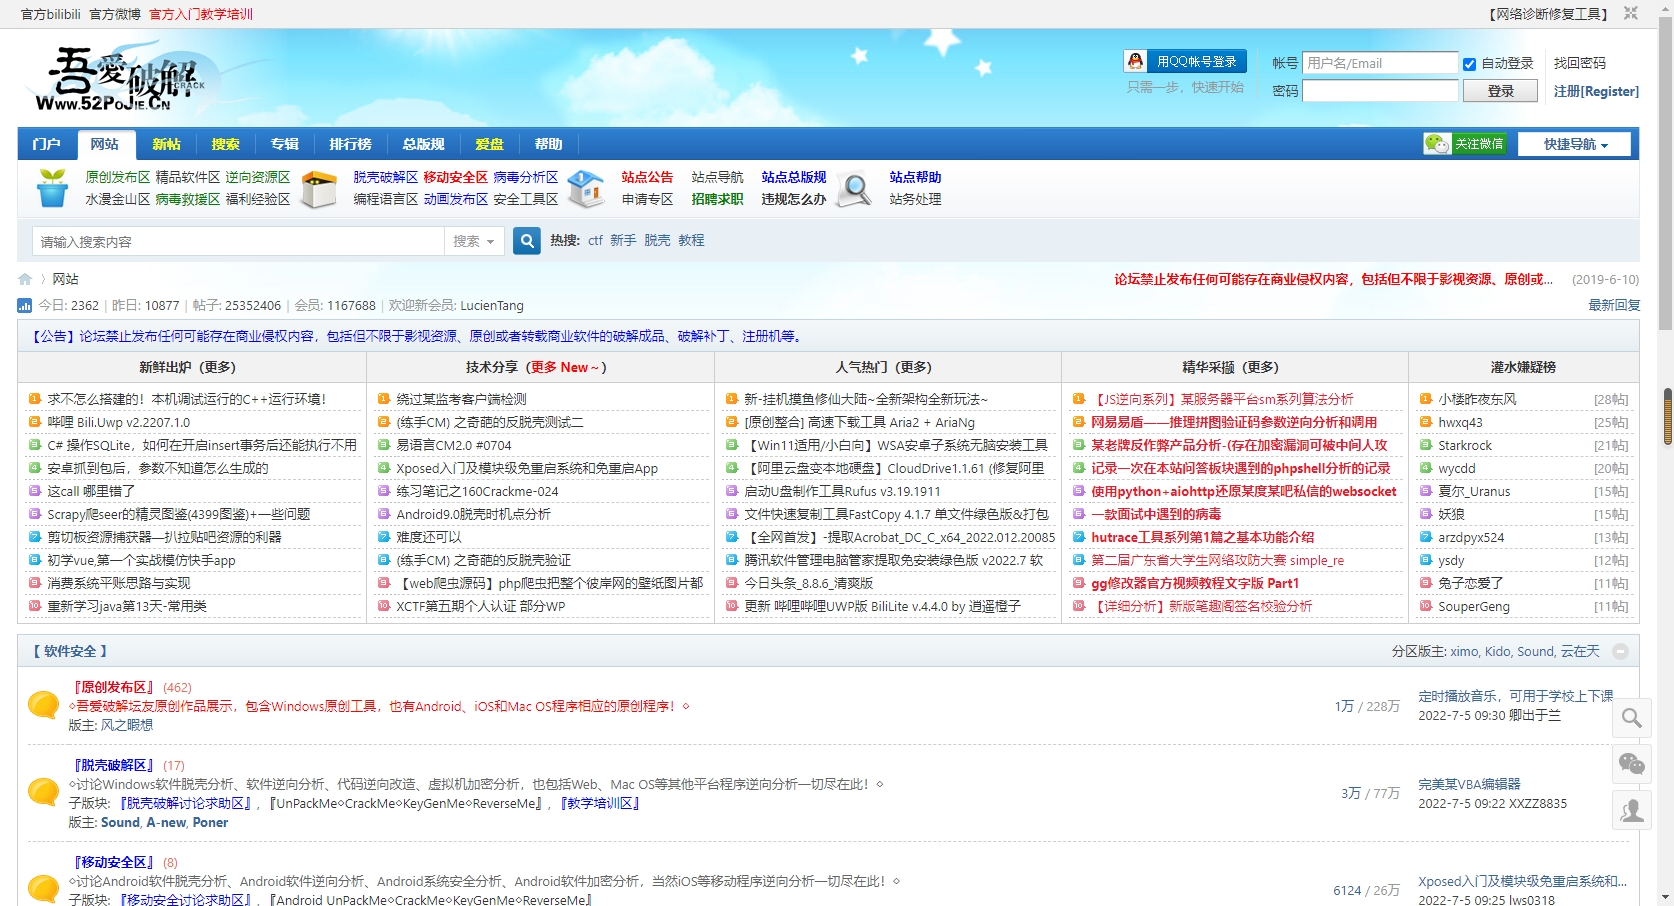 官方bilibili 官方微博 官方入门教学培训 【网络诊断修复工具】
吾爱破解
CRACK
Www.52PoJie.Cn
用QQ帐号登录
只需一步，快速开始
帐号 用户名/Email 自动登录 找回密码
密码 登录 注册[Register]
门户 网站 新帖 搜索 专辑 排行榜 总版规 爱盘 帮助 关注微信 快捷导航
原创发布区 精品软件区 逆向资源区 脱壳破解区 移动安全区 病毒分析区 站点公告 站点导航 站点总版规 站点帮助
水漫金山区 病毒救援区 福利经验区 编程语言区 动画发布区 安全工具区 申请专区 招聘求职 违规怎么办 站务处理
请输入搜索内容 搜索 热搜: ctf 新手 脱壳 教程
网站 论坛禁止发布任何可能存在商业侵权内容，包括但不限于影视资源、原创或... (2019-6-10)
今日: 2362 | 昨日: 10877 | 帖子: 25352406 | 会员: 1167688 | 欢迎新会员: LucienTang 最新回复
【公告】论坛禁止发布任何可能存在商业侵权内容，包括但不限于影视资源、原创或者转载商业软件的破解成品、破解补丁、注册机等。
新鲜出炉（更多） 技术分享（更多 New～） 人气热门（更多） 精华采撷（更多） 灌水嫌疑榜
1 求不怎么搭建的！本机调试运行的C++运行环境！ 1 绕过某监考客户端检测 1 新-挂机摸鱼修仙大陆~全新架构全新玩法~ 1 【JS逆向系列】某服务器平台sm系列算法分析 1 小楼昨夜东风 [28帖]
2 哔哩 Bili.Uwp v2.2207.1.0 2 (练手CM) 之奇葩的反脱壳测试二 2 [原创整合] 高速下载工具 Aria2 + AriaNg 2 网易易盾——推理拼图验证码参数逆向分析和调用 2 hwxq43 [25帖]
3 C# 操作SQLite，如何在开启insert事务后还能执行不用 3 易语言CM2.0 #0704 3 【Win11适用/小白向】WSA安卓子系统无脑安装工具 3 某老牌反作弊产品分析-(存在加密漏洞可被中间人攻 3 Starkrock [21帖]
4 安卓抓到包后，参数不知道怎么生成的 4 Xposed入门及模块级免重启系统和免重启App 4 【阿里云盘变本地硬盘】CloudDrive1.1.61 (修复阿里 4 记录一次在本站问答板块遇到的phpshell分析的记录 4 wycdd [20帖]
5 这call 哪里错了 5 练习笔记之160Crackme-024 5 启动U盘制作工具Rufus v3.19.1911 5 使用python+aiohttp还原某度某吧私信的websocket 5 夏尔_Uranus [15帖]
6 Scrapy爬seer的精灵图鉴(4399图鉴)+一些问题 6 Android9.0脱壳时机点分析 6 文件快速复制工具FastCopy 4.1.7 单文件绿色版&打包 6 一款面试中遇到的病毒 6 妖狼 [15帖]
7 剪切板资源捕获器—扒拉贴吧资源的利器 7 难度还可以 7 【全网首发】-提取Acrobat_DC_C_x64_2022.012.20085 7 hutrace工具系列第1篇之基本功能介绍 7 arzdpyx524 [13帖]
8 初学vue,第一个实战模仿快手app 8 (练手CM) 之奇葩的反脱壳验证 8 腾讯软件管理电脑管家提取免安装绿色版 v2022.7 软 8 第二届广东省大学生网络攻防大赛 simple_re 8 ysdy [12帖]
9 消费系统平账思路与实现 9 【web爬虫源码】php爬虫把整个彼岸网的壁纸图片都 9 今日头条_8.8.6_清爽版 9 gg修改器官方视频教程文字版 Part1 9 兔子恋爱了 [11帖]
10 重新学习java第13天-常用类 10 XCTF第五期个人认证 部分WP 10 更新 哔哩哔哩UWP版 BiliLite v.4.4.0 by 逍遥橙子 10 【详细分析】新版笔趣阁签名校验分析 10 SouperGeng [11帖]
【 软件安全 】 分区版主: ximo, Kido, Sound, 云在天
『原创发布区』 (462)
◇吾爱破解坛友原创作品展示，包含Windows原创工具，也有Android、iOS和Mac OS程序相应的原创程序！◇
版主: 风之暇想
1万 / 228万
定时播放音乐，可用于学校上下课
2022-7-5 09:30 卿出于兰
『脱壳破解区』 (17)
◇讨论Windows软件脱壳分析、软件逆向分析、代码逆向改造、虚拟机加密分析，也包括Web、Mac OS等其他平台程序逆向分析一切尽在此！◇
子版块: 『脱壳破解讨论求助区』, 『UnPackMe◇CrackMe◇KeyGenMe◇ReverseMe』, 『教学培训区』
版主: Sound, A-new, Poner
3万 / 77万
完美某VBA编辑器
2022-7-5 09:22 XXZZ8835
『移动安全区』 (8)
◇讨论Android软件脱壳分析、Android软件逆向分析、Android系统安全分析、Android软件加密分析，当然iOS等移动程序逆向分析一切尽在此！◇
子版块: 『移动安全讨论求助区』, 『Android UnPackMe◇CrackMe◇KeyGenMe◇ReverseMe』
6124 / 26万
Xposed入门及模块级免重启系统和...
2022-7-5 09:25 lws0318